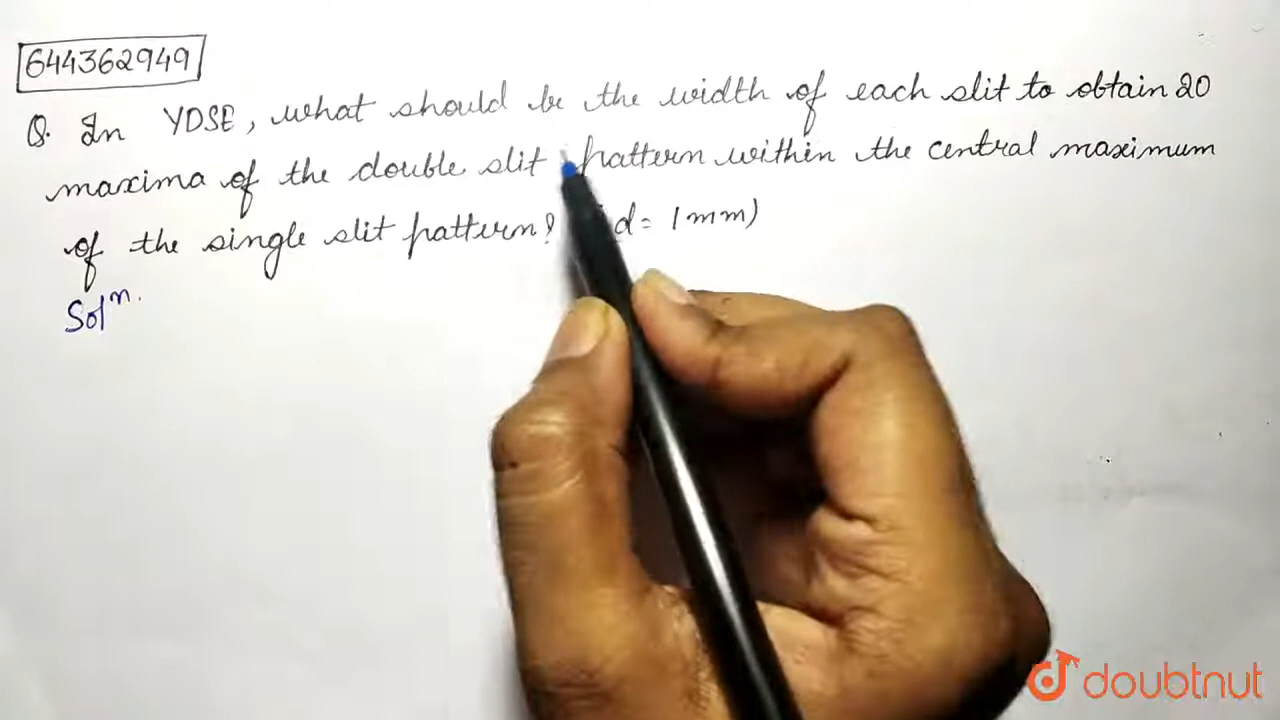 644362949
Q. In YDSE, what should be the width of each slit to obtain 20
maxima of the double slit pattern within the central maximum
of the single slit pattern? d = 1mm)
Solⁿ.
doubtnut